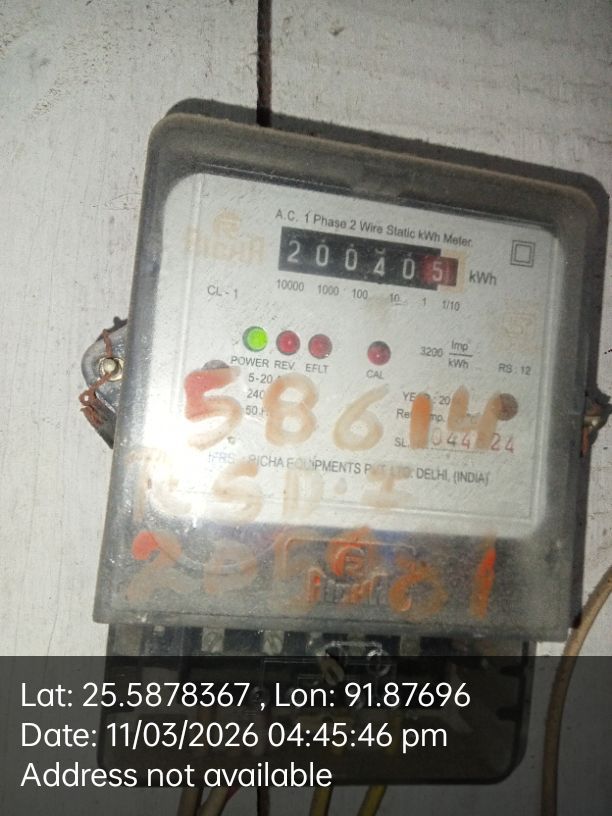 A.C. 1 Phase 2 Wire Static kWh Meter.
200405 kWh
CL - 1
10000 1000 100 10 1 1/10
POWER REV. EFLT CAL
3200 Imp/kWh
RS : 12
5-20
240
50
58614
SL.
RICHA EQUIPMENTS PVT. LTD. DELHI, (INDIA)
Lat: 25.5878367 , Lon: 91.87696
Date: 11/03/2026 04:45:46 pm
Address not available